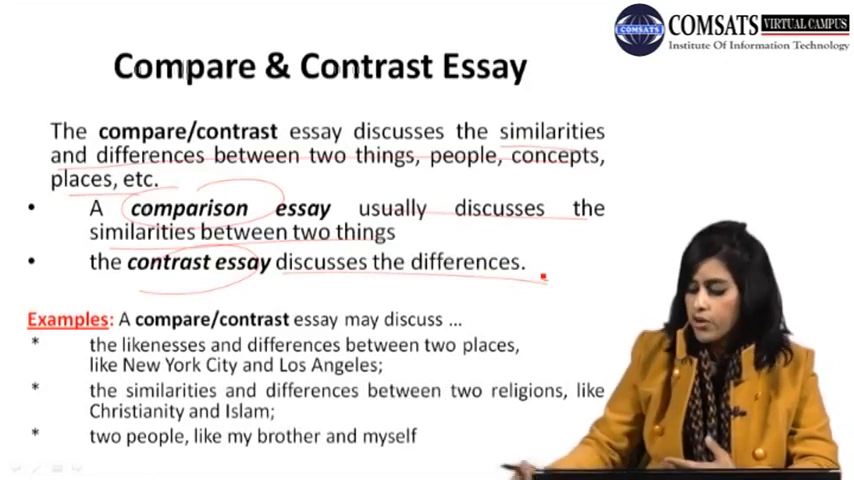 COMSATS VIRTUAL CAMPUS
Institute Of Information Technology
COMSATS
Compare & Contrast Essay
The compare/contrast essay discusses the similarities
and differences between two things, people, concepts,
places, etc.
• A comparison essay usually discusses the
similarities between two things
• the contrast essay discusses the differences.
Examples: A compare/contrast essay may discuss ...
* the likenesses and differences between two places,
like New York City and Los Angeles;
* the similarities and differences between two religions, like
Christianity and Islam;
* two people, like my brother and myself